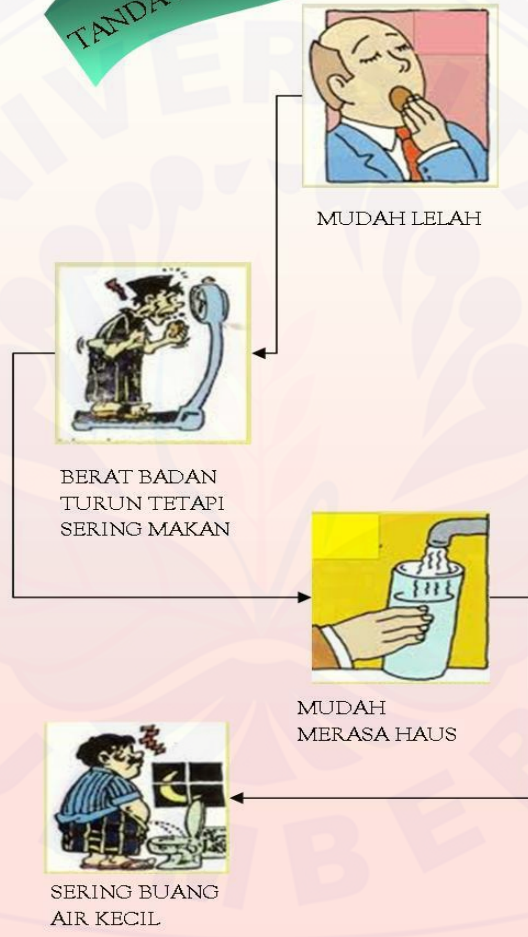 TANDA
MUDAH LELAH
BERAT BADAN
TURUN TETAPI
SERING MAKAN
MUDAH
MERASA HAUS
SERING BUANG
AIR KECIL